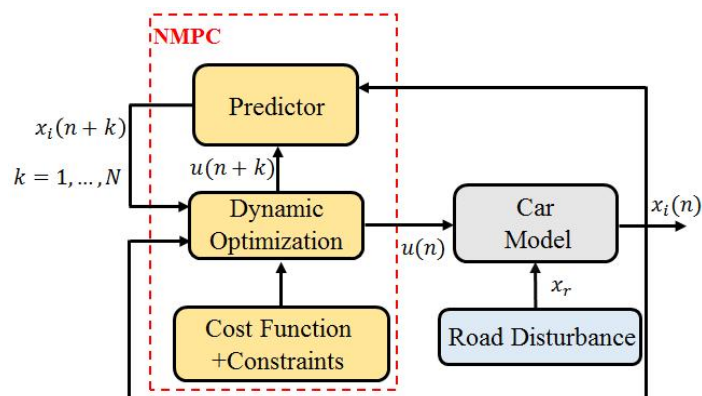 NMPC
Predictor
x_i(n + k)
k = 1, … , N
u(n + k)
Dynamic
Optimization
u(n)
Car
Model
x_i(n)
x_r
Cost Function
+Constraints
Road Disturbance